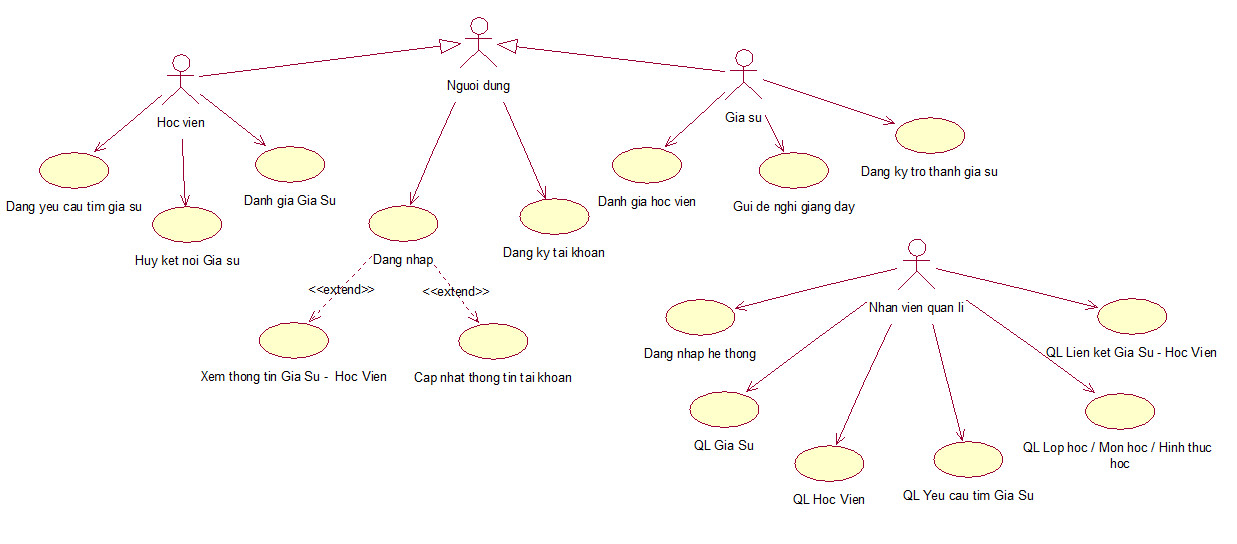 Nguoi dung
Hoc vien
Gia su
Dang yeu cau tim gia su
Huy ket noi Gia su
Danh gia Gia Su
Dang nhap
Dang ky tai khoan
Danh gia hoc vien
Gui de nghi giang day
Dang ky tro thanh gia su
<<extend>>
<<extend>>
Xem thong tin Gia Su - Hoc Vien
Cap nhat thong tin tai khoan
Nhan vien quan li
Dang nhap he thong
QL Gia Su
QL Hoc Vien
QL Yeu cau tim Gia Su
QL Lop hoc / Mon hoc / Hinh thuc
hoc
QL Lien ket Gia Su - Hoc Vien